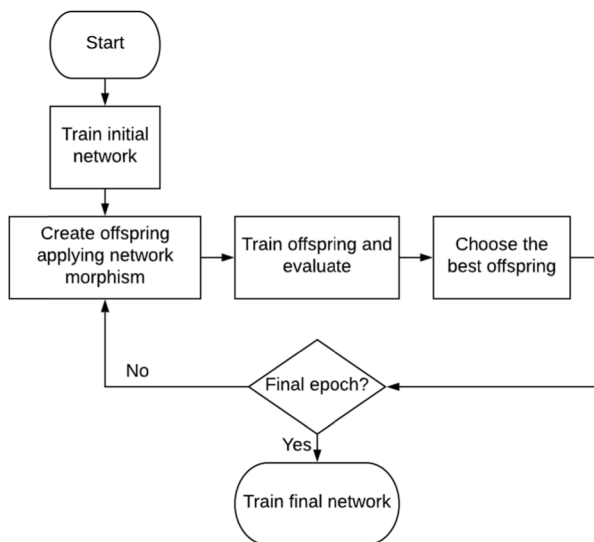 Start
Train initial
network
Create offspring
applying network
morphism
Train offspring and
evaluate
Choose the
best offspring
No
Final epoch?
Yes
Train final network